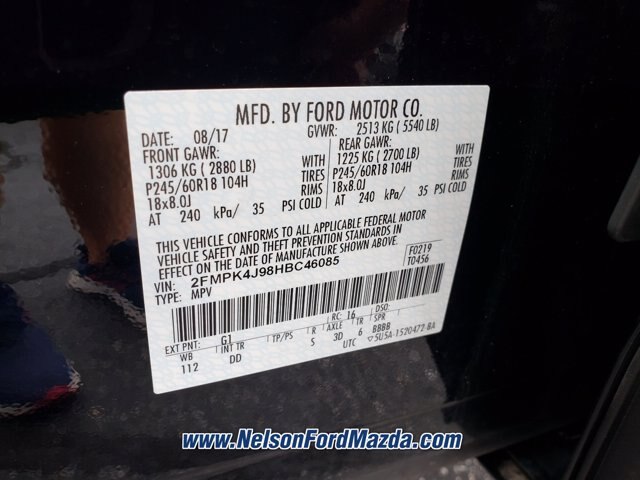 MFD. BY FORD MOTOR CO.
DATE: 08/17 GVWR: 2513 KG ( 5540 LB)
FRONT GAWR: REAR GAWR:
1306 KG ( 2880 LB) WITH 1225 KG ( 2700 LB) WITH
P245/60R18 104H TIRES P245/60R18 104H TIRES
18x8.0J RIMS 18x8.0J RIMS
AT 240 kPa/ 35 PSI COLD AT 240 kPa/ 35 PSI COLD
THIS VEHICLE CONFORMS TO ALL APPLICABLE FEDERAL MOTOR
VEHICLE SAFETY AND THEFT PREVENTION STANDARDS IN
EFFECT ON THE DATE OF MANUFACTURE SHOWN ABOVE.
VIN: 2FMPK4J98HBC46085 F0219
TYPE: MPV T0456
EXT PNT: G1 RC: 16 DSO:
WB INT TR TP/PS R AXLE TR SPR
112 DD 5 3D 6 BBBB
UTC ▽5U5A-1520472-BA
www.NelsonFordMazda.com